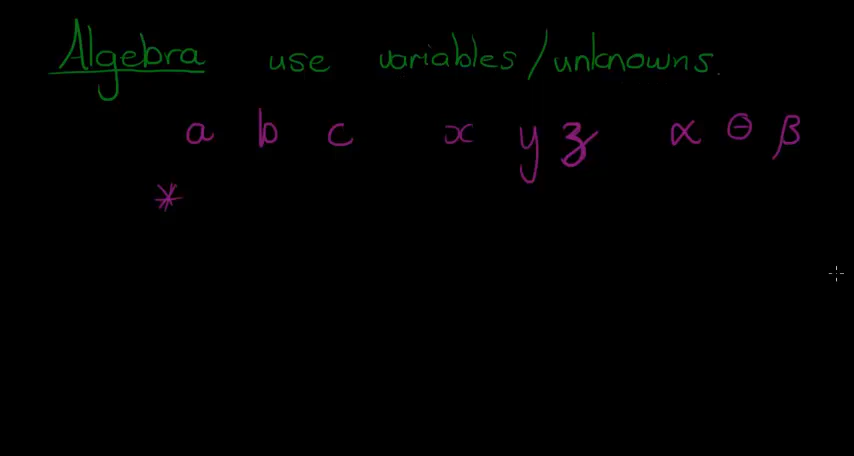 Algebra use variables/unknowns.
a b c x y z α θ β
*